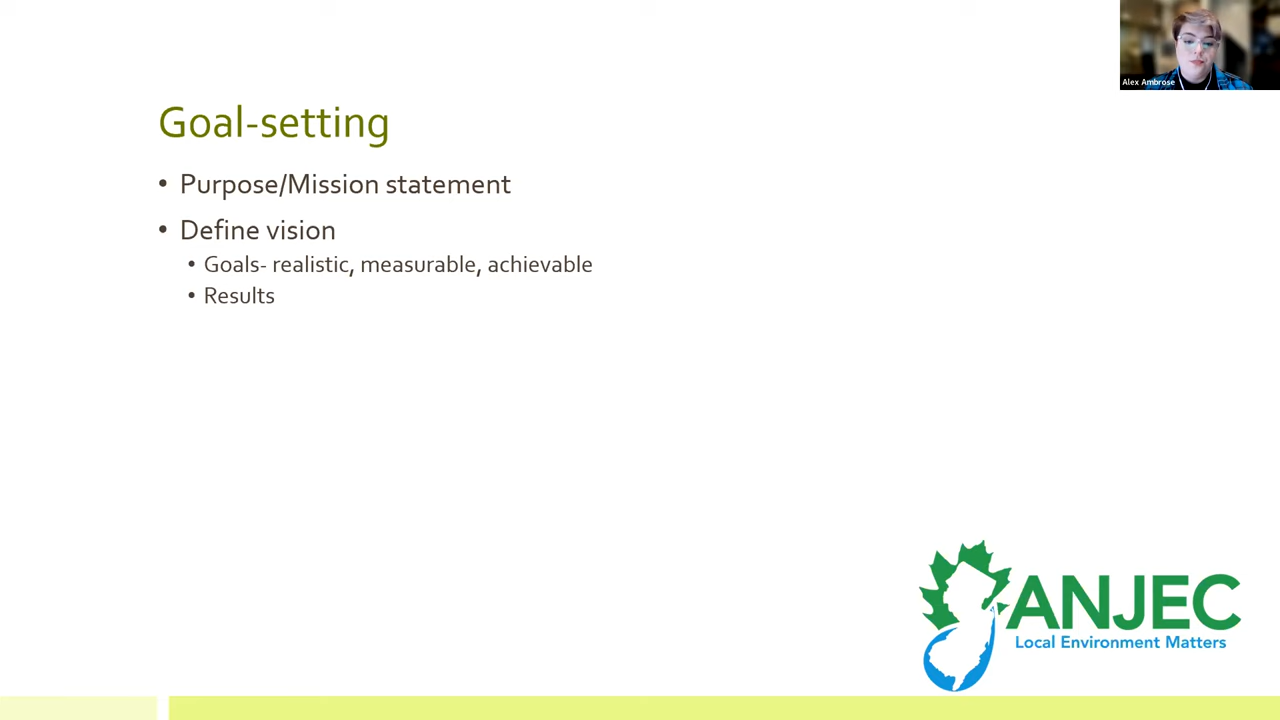 Alex Ambrose
Goal-setting
• Purpose/Mission statement
• Define vision
• Goals- realistic, measurable, achievable
• Results
ANJEC
Local Environment Matters